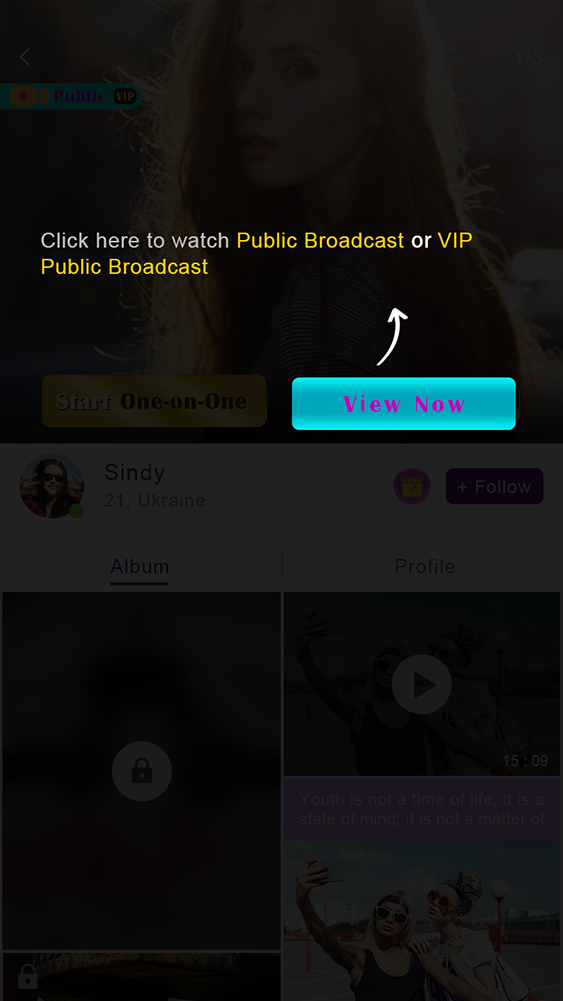 1/3
Public VIP
Click here to watch Public Broadcast or VIP
Public Broadcast
Start One-on-One
View Now
Sindy
21, Ukraine
+ Follow
Album
Profile
15:09
Youth is not a time of life; it is a
state of mind; it is not a matter of